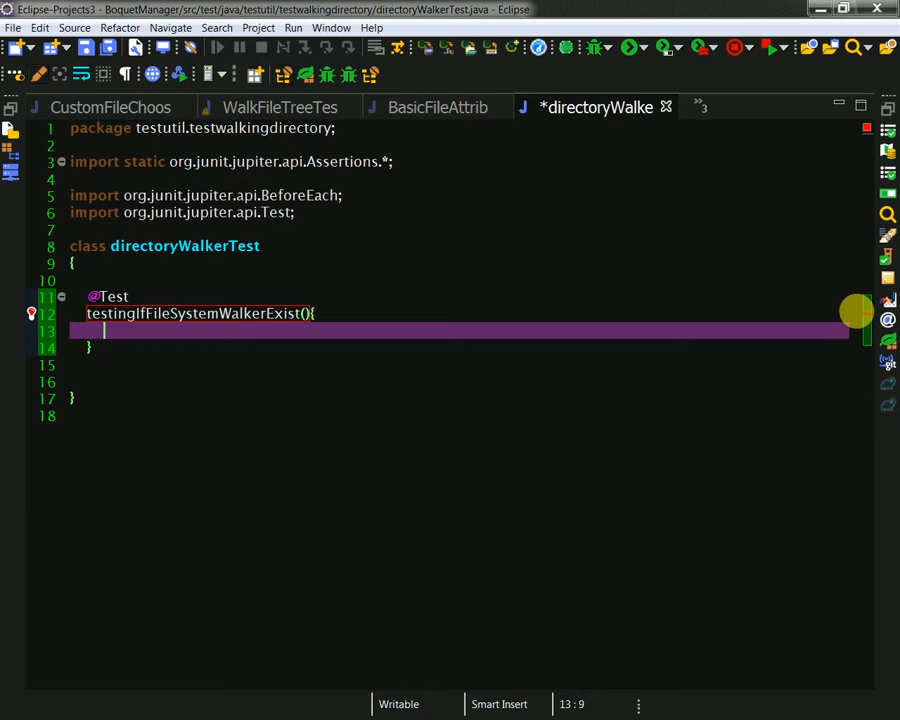 Eclipse-Projects3 - BoquetManager/src/test/java/testutil/testwalkingdirectory/directoryWalkerTest.java - Eclipse
File Edit Source Refactor Navigate Search Project Run Window Help
CustomFileChoos WalkFileTreeTes BasicFileAttrib *directoryWalke 3
1 package testutil.testwalkingdirectory;
2
3 import static org.junit.jupiter.api.Assertions.*;
4
5 import org.junit.jupiter.api.BeforeEach;
6 import org.junit.jupiter.api.Test;
7
8 class directoryWalkerTest
9 {
10
11 @Test
12 testingIfFileSystemWalkerExist(){
13
14 }
15
16
17 }
18
Writable Smart Insert 13 : 9